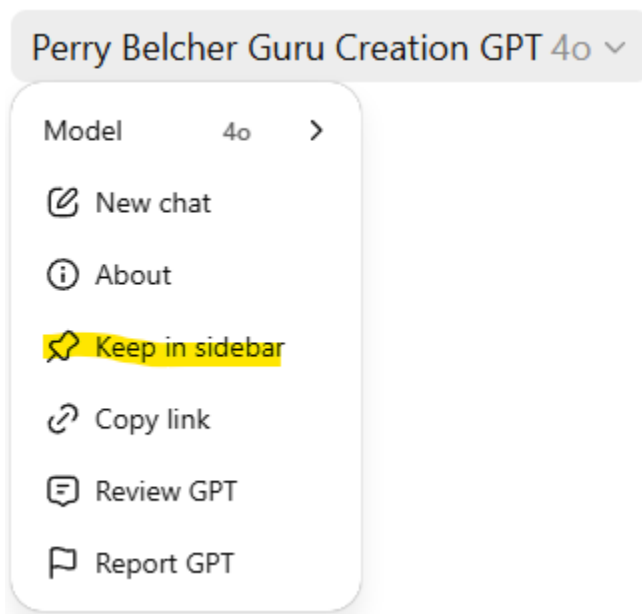 Perry Belcher Guru Creation GPT 4o
Model 4o
New chat
About
Keep in sidebar
Copy link
Review GPT
Report GPT